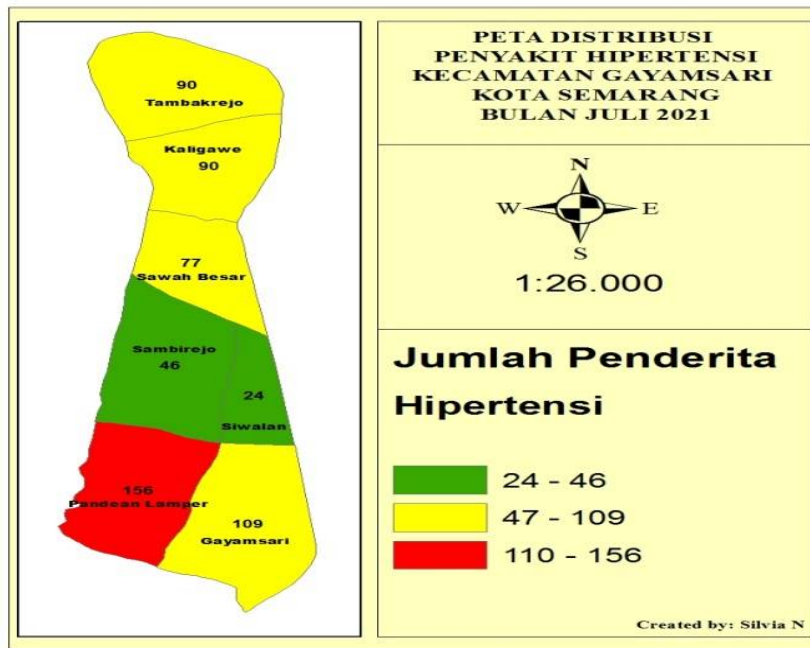 90
Tambakrejo
Kaligawe
90
77
Sawah Besar
Sambirejo
46
24
Siwalan
156
Pandean Lamper
109
Gayamsari
PETA DISTRIBUSI
PENYAKIT HIPERTENSI
KECAMATAN GAYAMSARI
KOTA SEMARANG
BULAN JULI 2021
N
W
E
S
1:26.000
Jumlah Penderita
Hipertensi
24 - 46
47 - 109
110 - 156
Created by: Silvia N